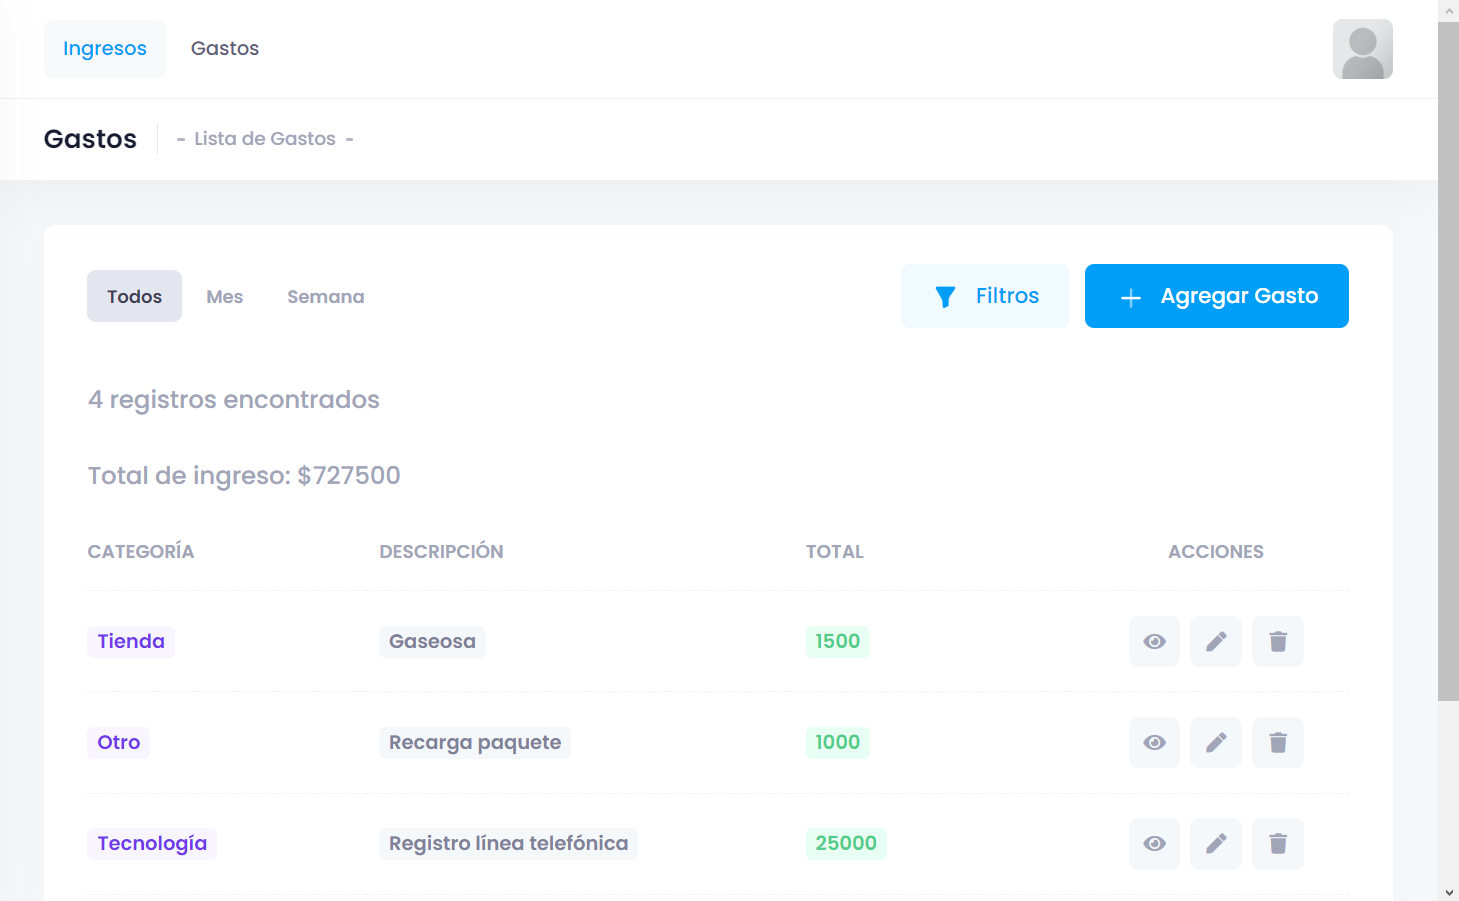 Ingresos Gastos
Gastos - Lista de Gastos -
Todos Mes Semana Filtros + Agregar Gasto
4 registros encontrados
Total de ingreso: $727500
CATEGORÍA DESCRIPCIÓN TOTAL ACCIONES
Tienda Gaseosa 1500
Otro Recarga paquete 1000
Tecnología Registro línea telefónica 25000